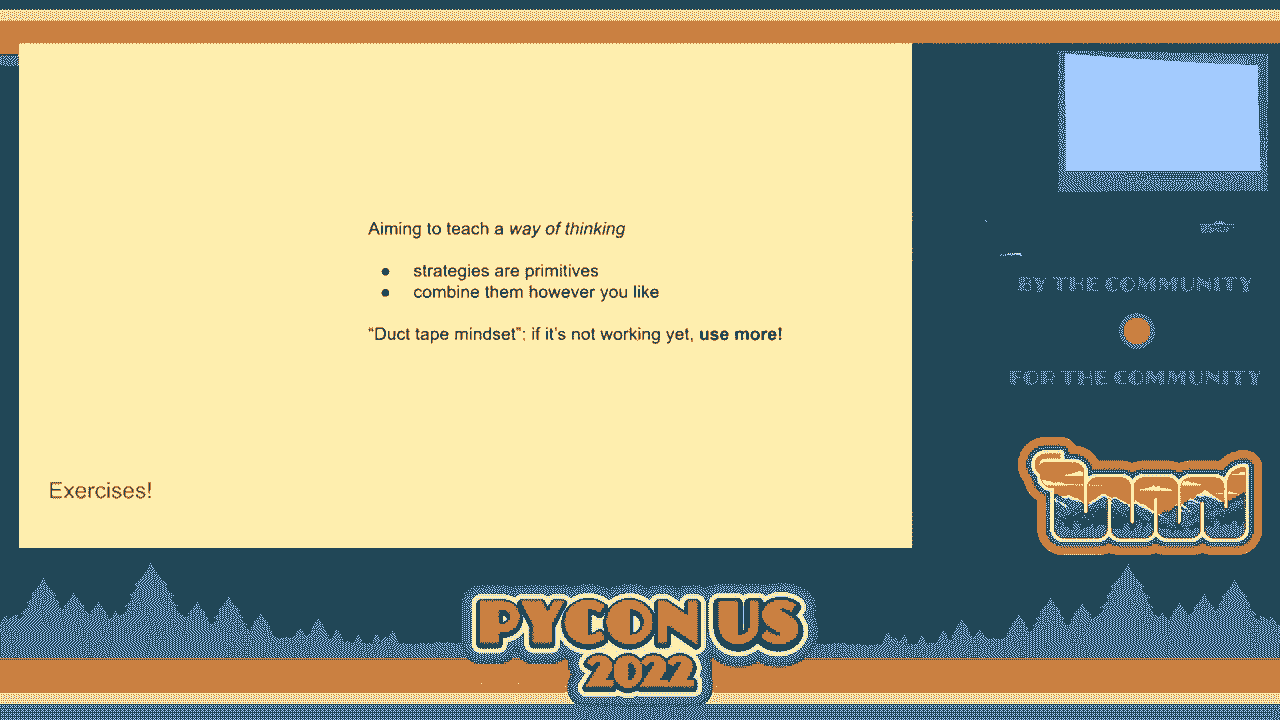 Aiming to teach a way of thinking
● strategies are primitives
● combine them however you like
“Duct tape mindset”: if it’s not working yet, use more!
Exercises!
BY THE COMMUNITY
FOR THE COMMUNITY
PYCON US
2022